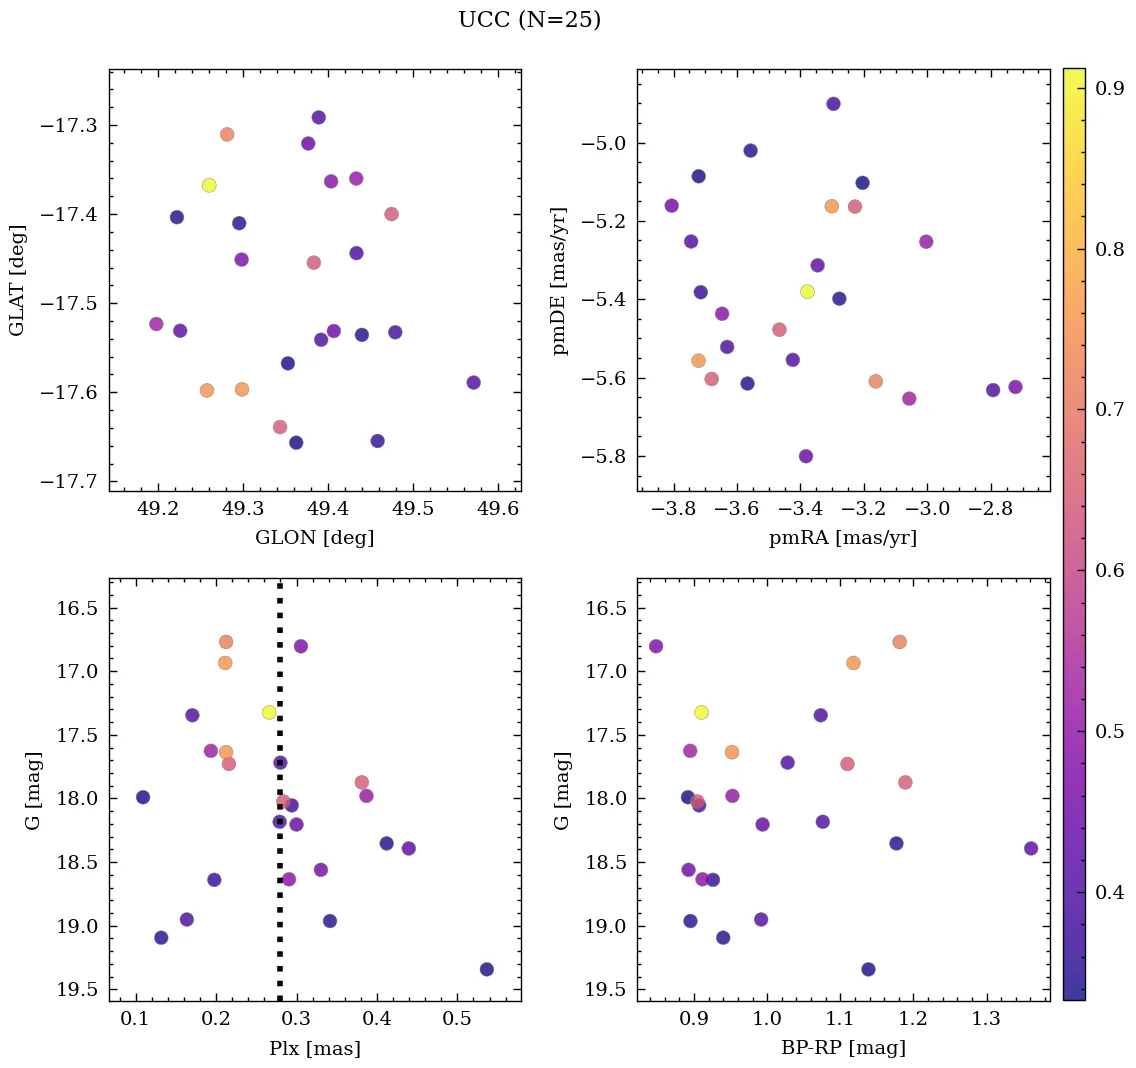 UCC (N=25)
−17.3
−17.4
−17.5
−17.6
−17.7
GLAT [deg]
49.2 49.3 49.4 49.5 49.6
GLON [deg]
−5.0
−5.2
−5.4
−5.6
−5.8
pmDE [mas/yr]
−3.8 −3.6 −3.4 −3.2 −3.0 −2.8
pmRA [mas/yr]
0.9
0.8
0.7
0.6
0.5
0.4
16.5
17.0
17.5
18.0
18.5
19.0
19.5
G [mag]
0.1 0.2 0.3 0.4 0.5
Plx [mas]
16.5
17.0
17.5
18.0
18.5
19.0
19.5
G [mag]
0.9 1.0 1.1 1.2 1.3
BP-RP [mag]